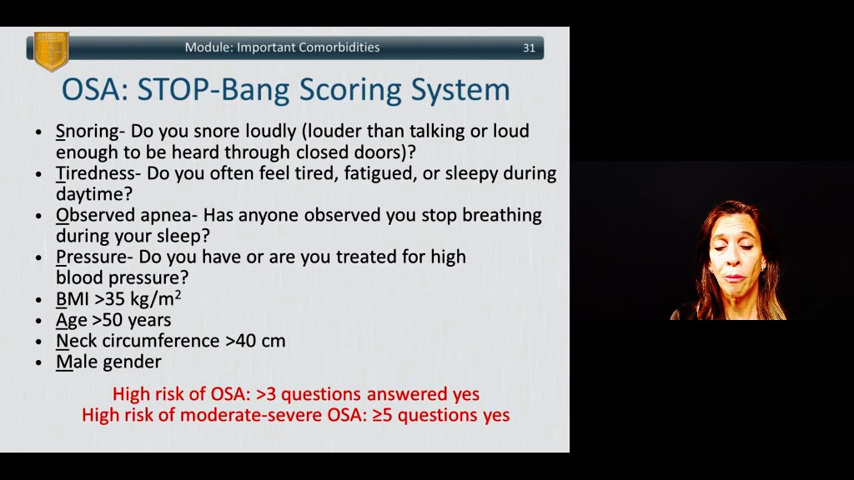 Module: Important Comorbidities 31
OSA: STOP-Bang Scoring System
• Snoring- Do you snore loudly (louder than talking or loud
enough to be heard through closed doors)?
• Tiredness- Do you often feel tired, fatigued, or sleepy during
daytime?
• Observed apnea- Has anyone observed you stop breathing
during your sleep?
• Pressure- Do you have or are you treated for high
blood pressure?
• BMI >35 kg/m²
• Age >50 years
• Neck circumference >40 cm
• Male gender
High risk of OSA: >3 questions answered yes
High risk of moderate-severe OSA: ≥5 questions yes